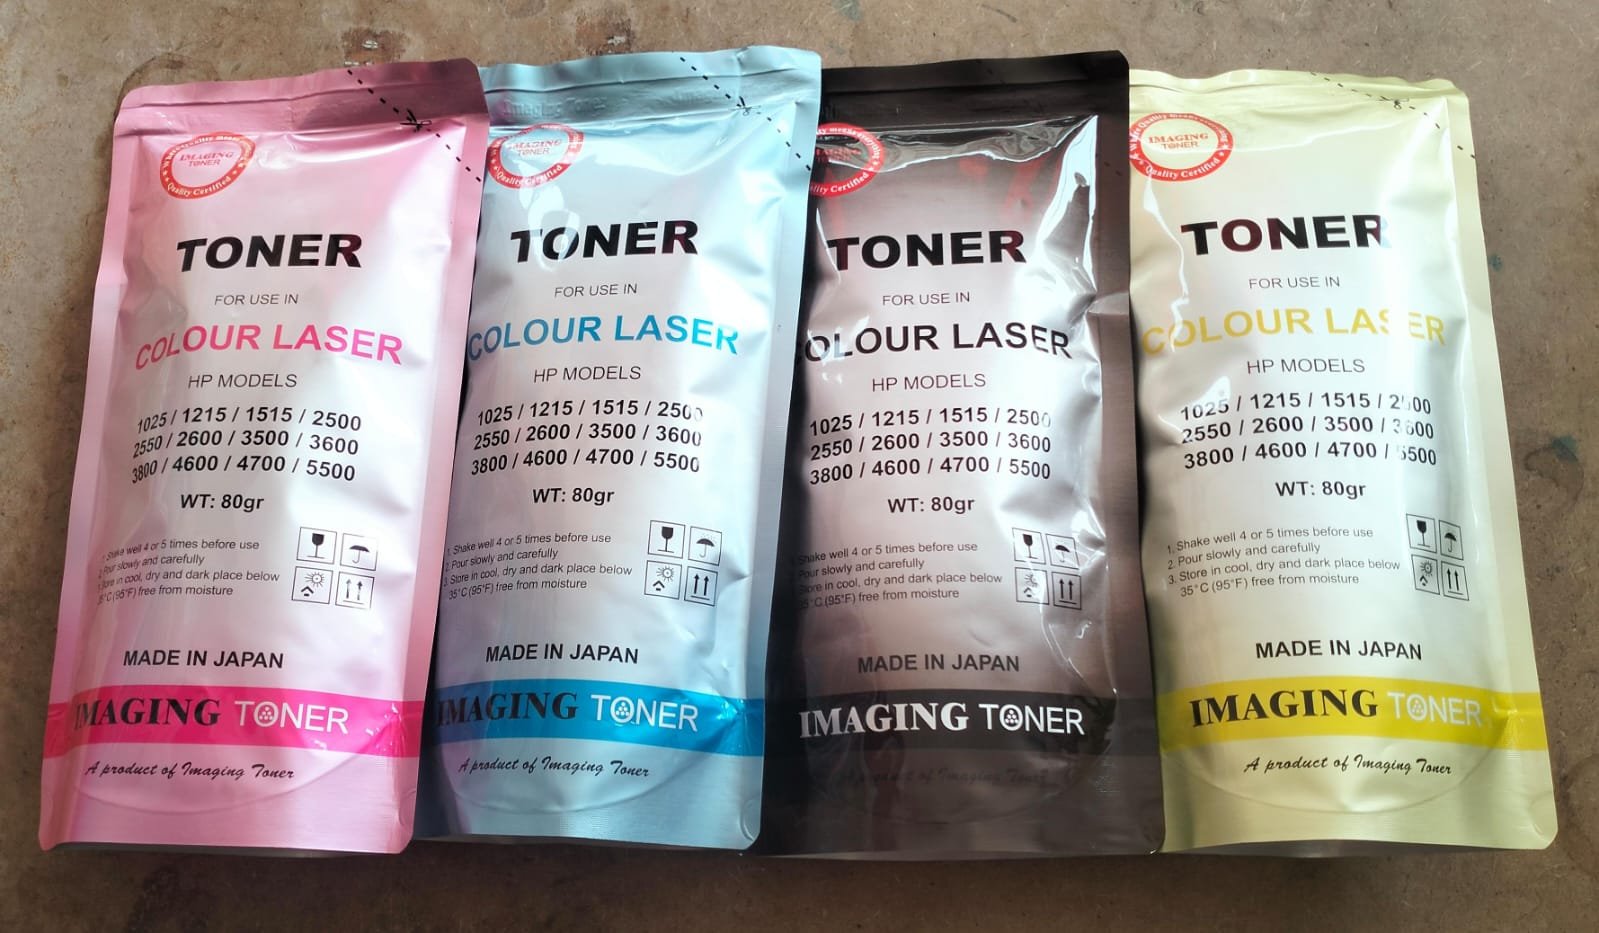 Where Quality means everything
IMAGING
TONER
Quality Certified
TONER
FOR USE IN
COLOUR LASER
HP MODELS
1025 / 1215 / 1515 / 2500
2550 / 2600 / 3500 / 3600
3800 / 4600 / 4700 / 5500
WT: 80gr
1. Shake well 4 or 5 times before use
2. Pour slowly and carefully
3. Store in cool, dry and dark place below
35°C (95°F) free from moisture
MADE IN JAPAN
IMAGING TONER
A product of Imaging Toner
Imaging Toner
IMAGING
TONER
Quality Certified
TONER
FOR USE IN
COLOUR LASER
HP MODELS
1025 / 1215 / 1515 / 2500
2550 / 2600 / 3500 / 3600
3800 / 4600 / 4700 / 5500
WT: 80gr
1. Shake well 4 or 5 times before use
2. Pour slowly and carefully
3. Store in cool, dry and dark place below
35°C (95°F) free from moisture
MADE IN JAPAN
IMAGING TONER
A product of Imaging Toner
IMAGING
TONER
Certified
TONER
FOR USE IN
COLOUR LASER
HP MODELS
1025 / 1215 / 1515 / 2500
2550 / 2600 / 3500 / 3600
3800 / 4600 / 4700 / 5500
WT: 80gr
Shake well 4 or 5 times before use
Pour slowly and carefully
Store in cool, dry and dark place below
35°C (95°F) free from moisture
MADE IN JAPAN
IMAGING TONER
A product of Imaging Toner
Where Quality means everything
IMAGING
TONER
Quality Certified
TONER
FOR USE IN
COLOUR LASER
HP MODELS
1025 / 1215 / 1515 / 2500
2550 / 2600 / 3500 / 3600
3800 / 4600 / 4700 / 5500
WT: 80gr
1. Shake well 4 or 5 times before use
2. Pour slowly and carefully
3. Store in cool, dry and dark place below
35°C (95°F) free from moisture
MADE IN JAPAN
IMAGING TONER
A product of Imaging Toner